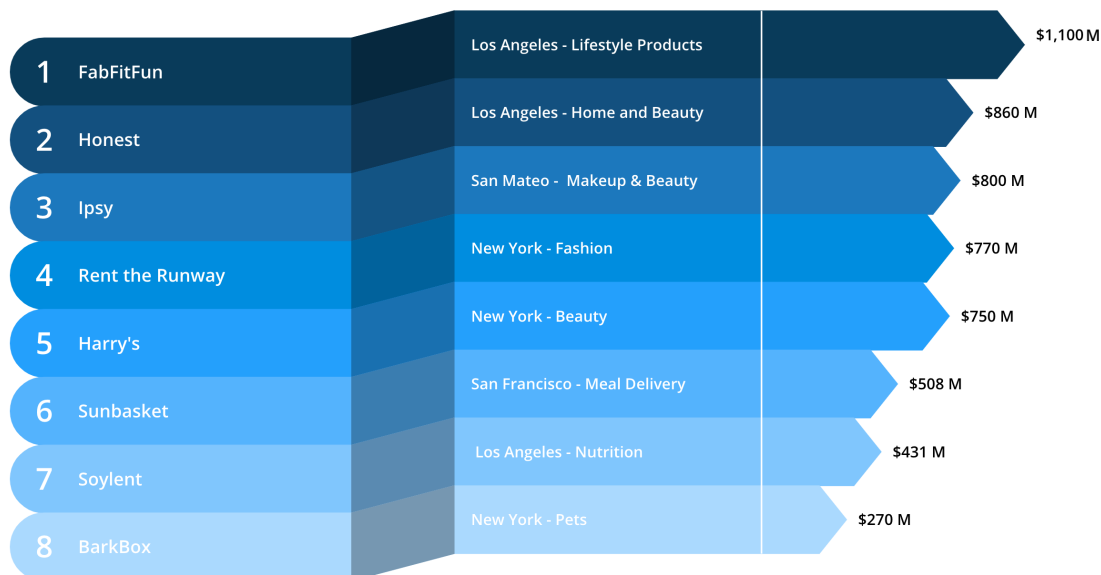 1 FabFitFun Los Angeles - Lifestyle Products $1,100 M
2 Honest Los Angeles - Home and Beauty $860 M
3 Ipsy San Mateo - Makeup & Beauty $800 M
4 Rent the Runway New York - Fashion $770 M
5 Harry's New York - Beauty $750 M
6 Sunbasket San Francisco - Meal Delivery $508 M
7 Soylent Los Angeles - Nutrition $431 M
8 BarkBox New York - Pets $270 M